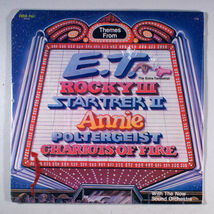 Themes From
E.T.
The Extra Terrestrial
ROCKY III
STAR TREK II
Annie
POLTERGEIST
CHARIOTS OF FIRE
With The Now
Sound Orchestra